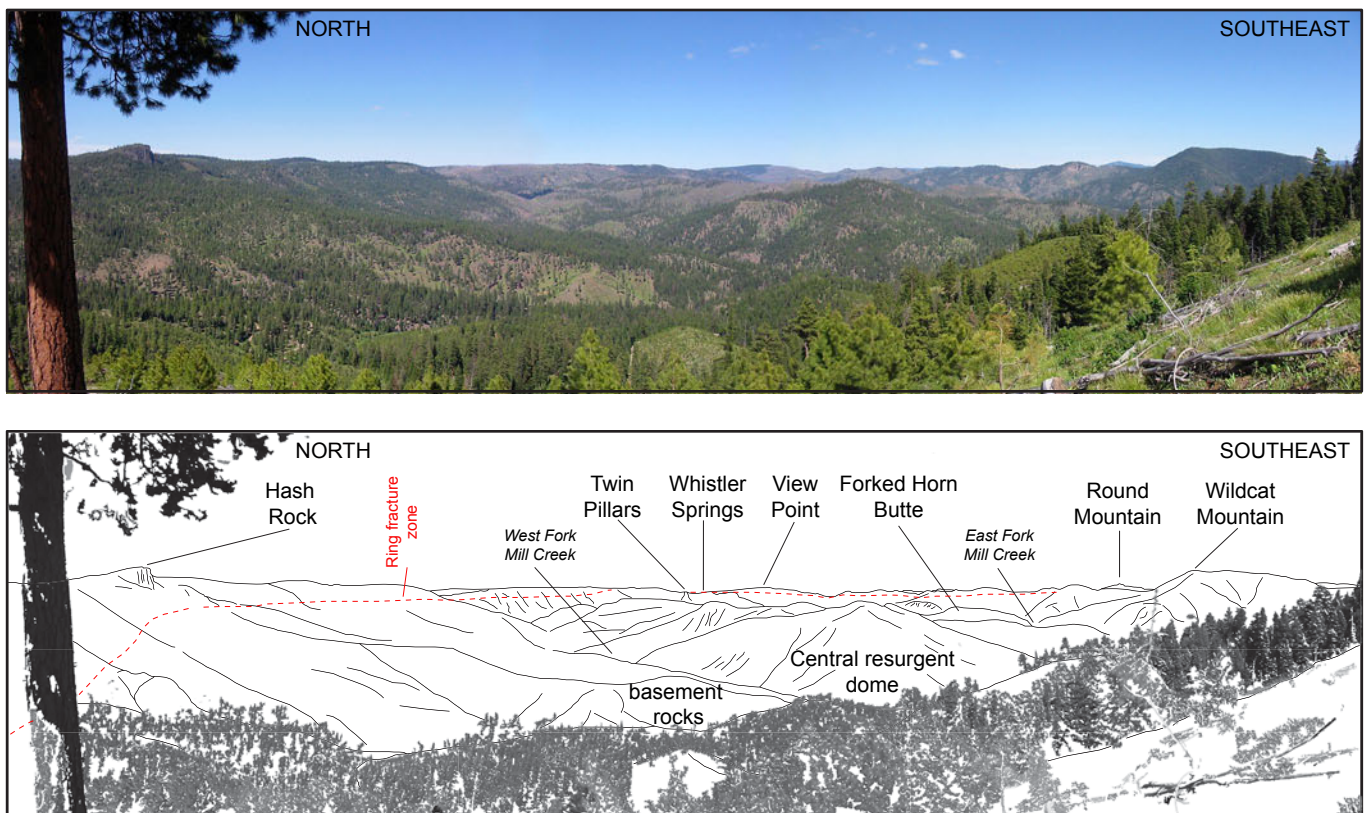 NORTH
SOUTHEAST
NORTH
SOUTHEAST
Hash
Rock
Ring fracture
zone
West Fork
Mill Creek
Twin
Pillars
Whistler
Springs
View
Point
Forked Horn
Butte
East Fork
Mill Creek
Round
Mountain
Wildcat
Mountain
Central resurgent
dome
basement
rocks